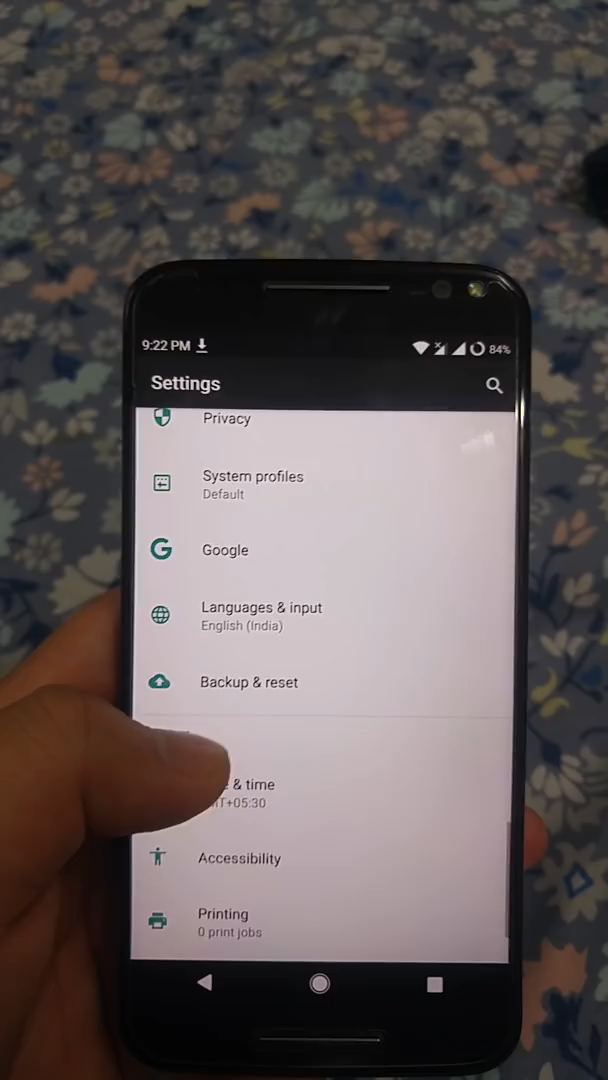 9:22 PM
84%
Settings
Privacy
System profiles
Default
Google
Languages & input
English (India)
Backup & reset
& time
+05:30
Accessibility
Printing
0 print jobs